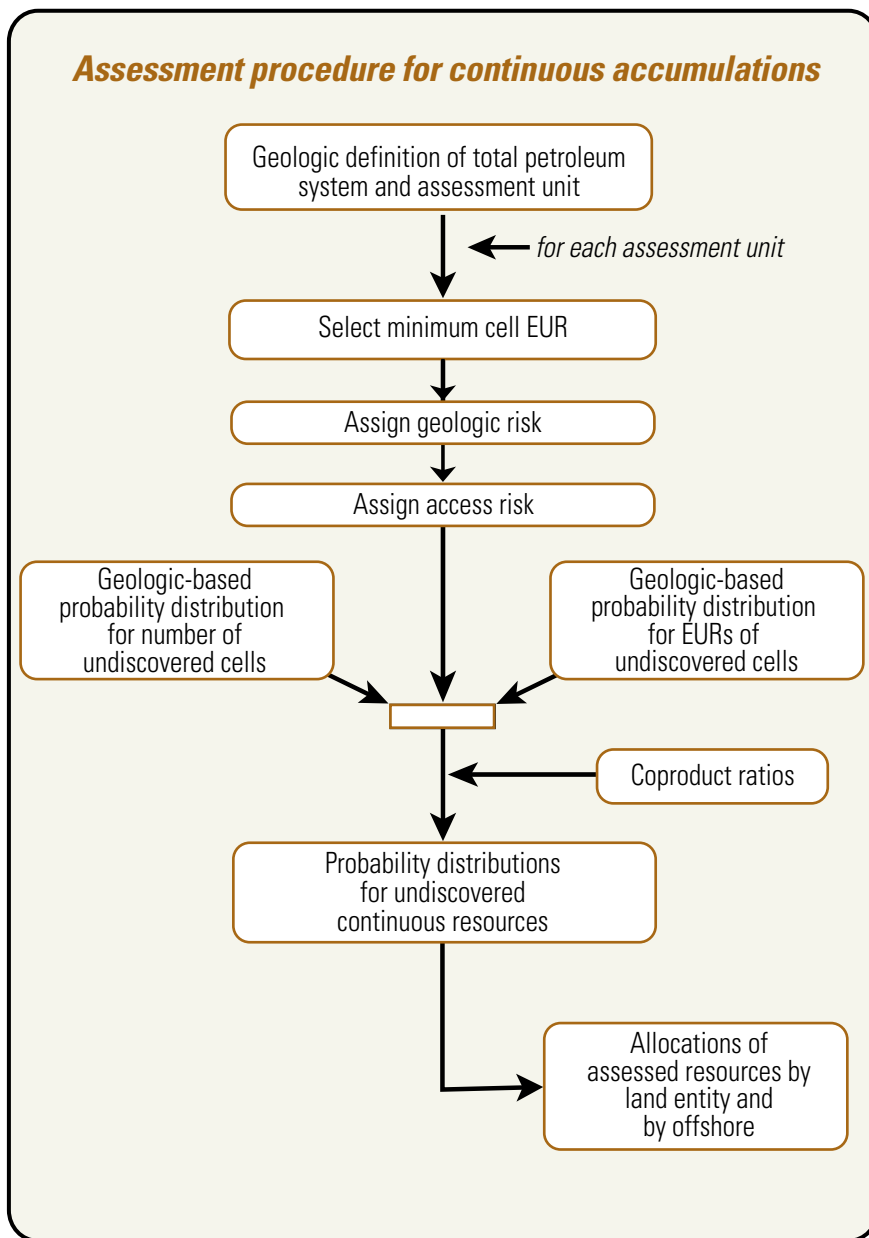 Assessment procedure for continuous accumulations
Geologic definition of total petroleum
system and assessment unit
for each assessment unit
Select minimum cell EUR
Assign geologic risk
Assign access risk
Geologic-based
probability distribution
for number of
undiscovered cells
Geologic-based
probability distribution
for EURs of
undiscovered cells
Coproduct ratios
Probability distributions
for undiscovered
continuous resources
Allocations of
assessed resources by
land entity and
by offshore